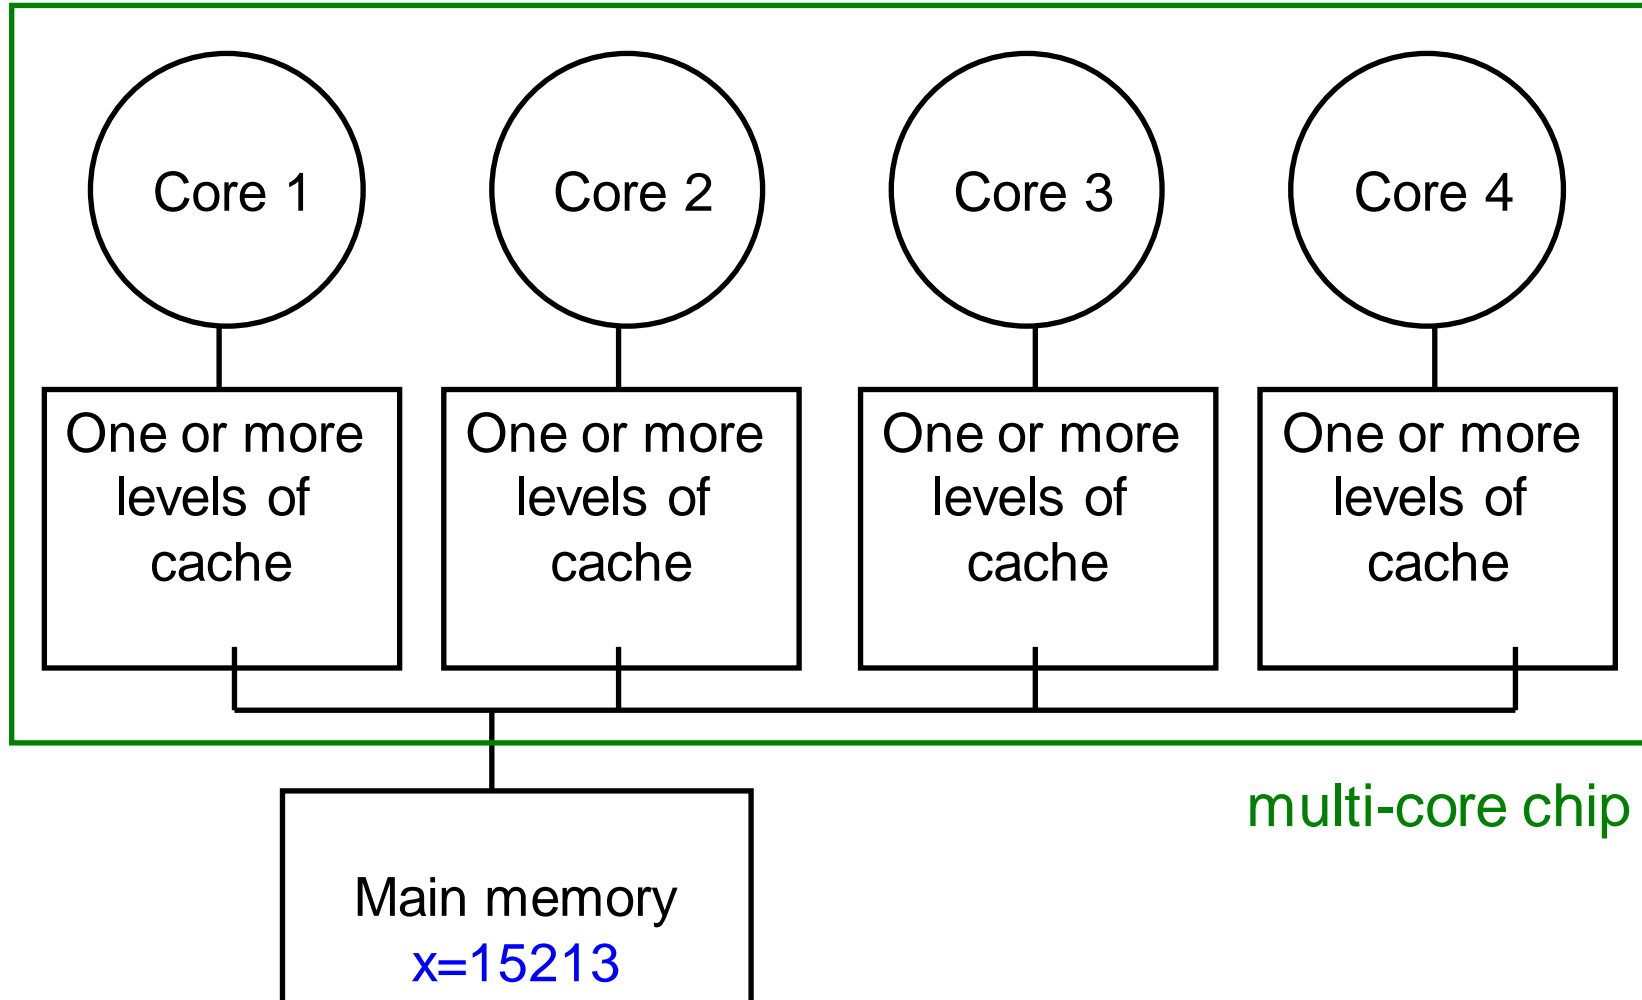 Core 1
Core 2
Core 3
Core 4
One or more
levels of
cache
One or more
levels of
cache
One or more
levels of
cache
One or more
levels of
cache
multi-core chip
Main memory
x=15213